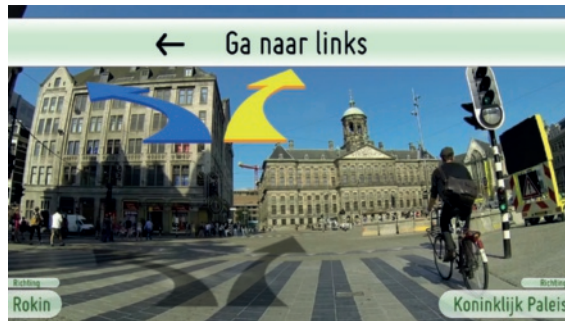 ← Ga naar links
Richting
Rokin
Richting
Koninklijk Paleis